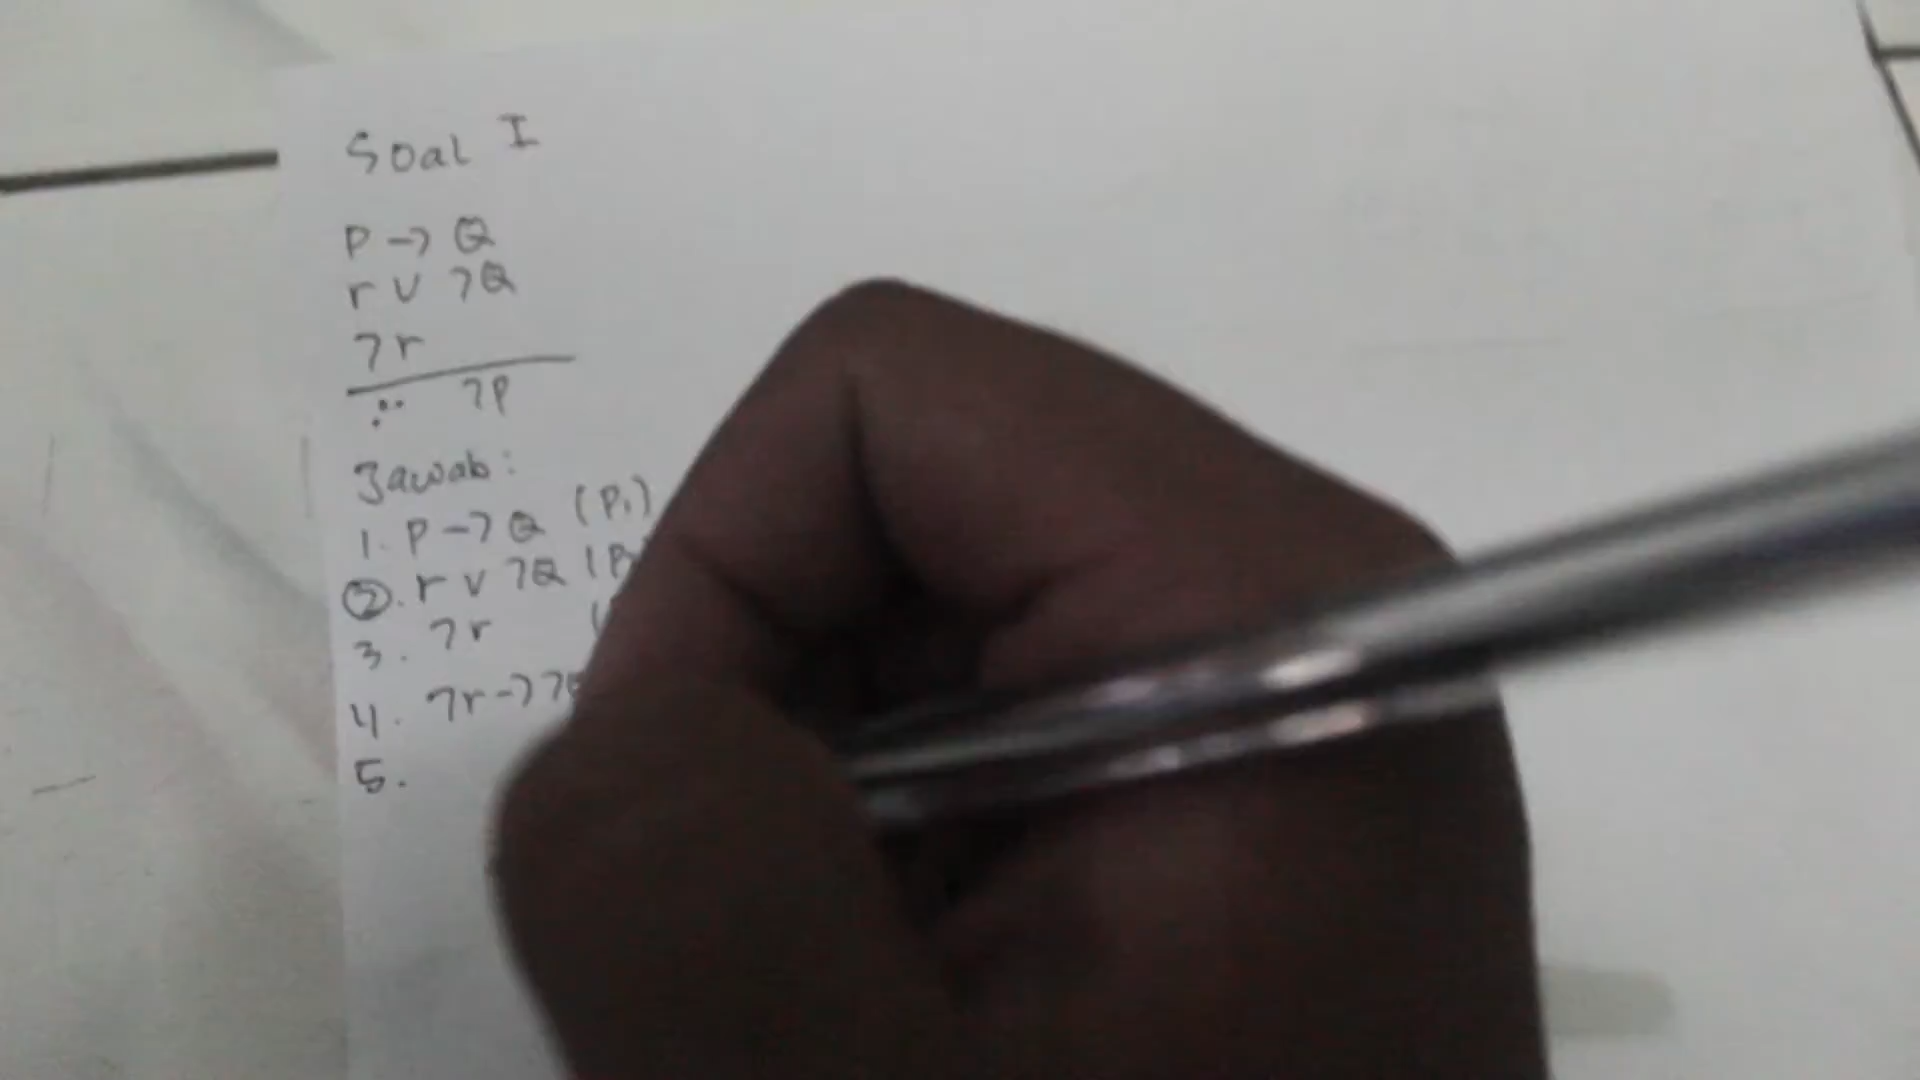 Soal I
P → Q
r ∨ ¬Q
¬r
∴ ¬P
Jawab:
1. P → Q (P1)
2. r ∨ ¬Q (P
3. ¬r (
4. ¬r → ¬
5.